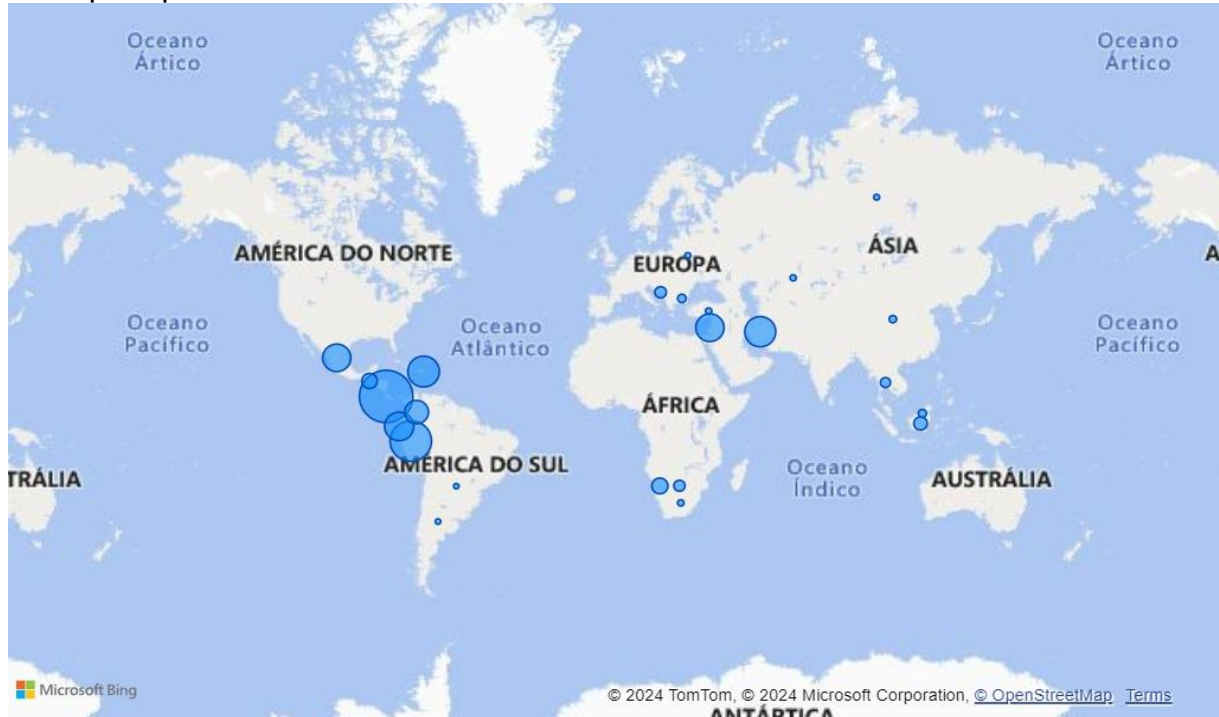 Oceano
Ártico
Oceano
Ártico
AMÉRICA DO NORTE
EUROPA
ÁSIA
A
Oceano
Pacífico
Oceano
Atlântico
Oceano
Pacífico
ÁFRICA
AMÉRICA DO SUL
TRÁLIA
Oceano
Índico
AUSTRÁLIA
Microsoft Bing
© 2024 TomTom, © 2024 Microsoft Corporation, © OpenStreetMap Terms
ANTÁRTICA